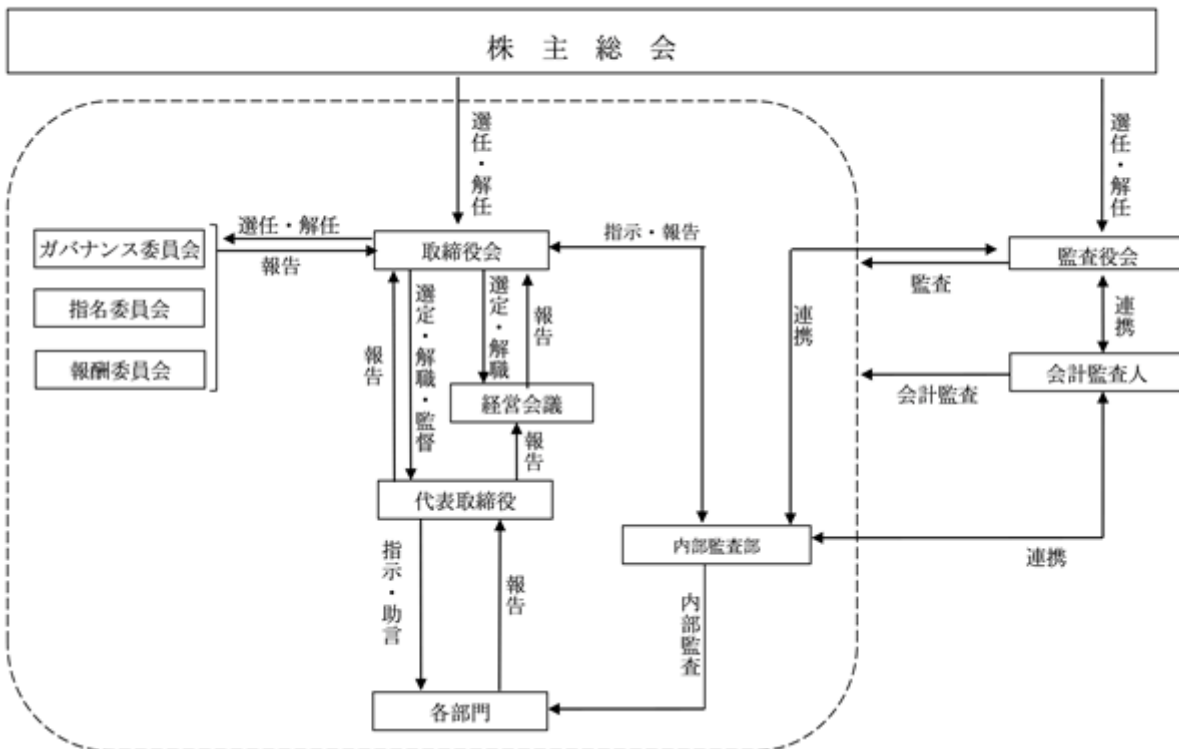 株主総会
選任・解任
選任・解任
選任・解任
報告
ガバナンス委員会
指名委員会
報酬委員会
取締役会
指示・報告
監査役会
監査
連携
連携
報告
選定・解職・監督
選定・解職
報告
経営会議
報告
会計監査人
会計監査
代表取締役
内部監査部
連携
指示・助言
報告
内部監査
各部門